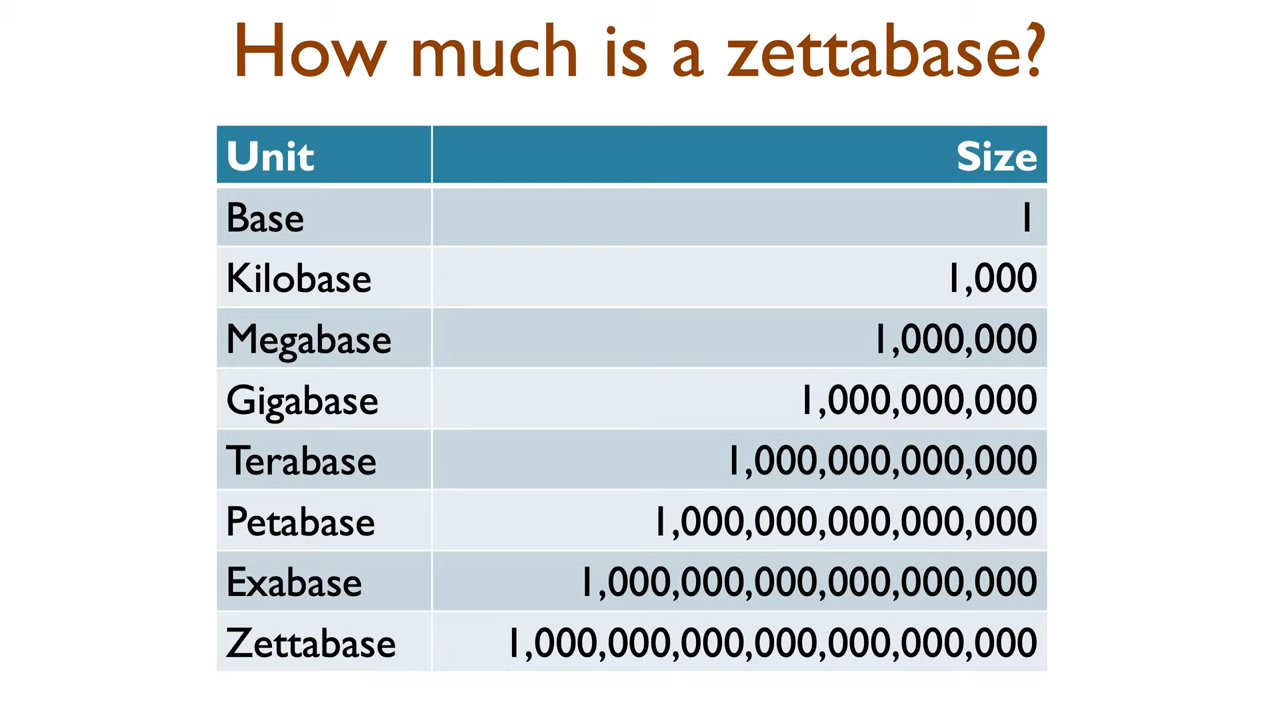 How much is a zettabase?
Unit Size
Base 1
Kilobase 1,000
Megabase 1,000,000
Gigabase 1,000,000,000
Terabase 1,000,000,000,000
Petabase 1,000,000,000,000,000
Exabase 1,000,000,000,000,000,000
Zettabase 1,000,000,000,000,000,000,000